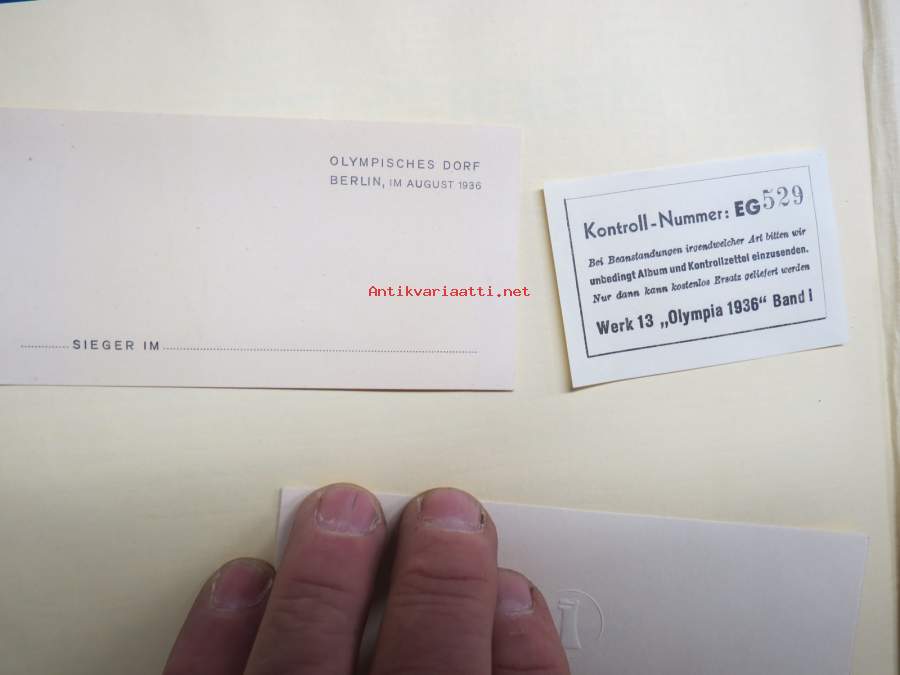 OLYMPISCHES DORF
BERLIN, IM AUGUST 1936
SIEGER IM
Kontroll-Nummer: EG 529
Bei Beanstandungen irgendwelcher Art bitten wir
unbedingt Album und Kontrollzettel einzusenden.
Nur dann kann kostenlos Ersatz geliefert werden
Werk 13 „Olympia 1936“ Band I
Antikvariaatti.net